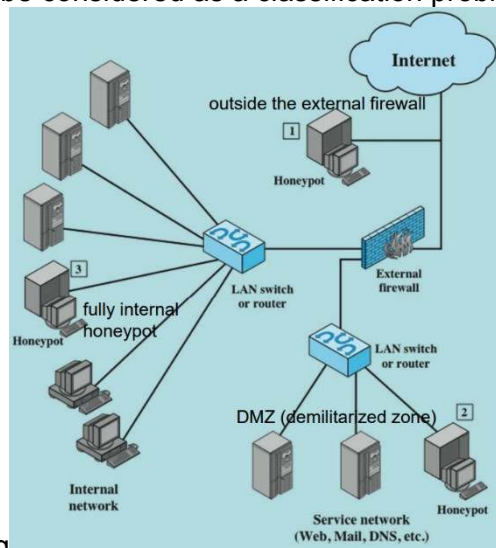 be considered as a classification prob
Internet
outside the external firewall
1
Honeypot
3
LAN switch
or router
External
firewall
fully internal
honeypot
Honeypot
LAN switch
or router
DMZ (demilitarized zone)
2
Internal
network
Service network
(Web, Mail, DNS, etc.)
Honeypot